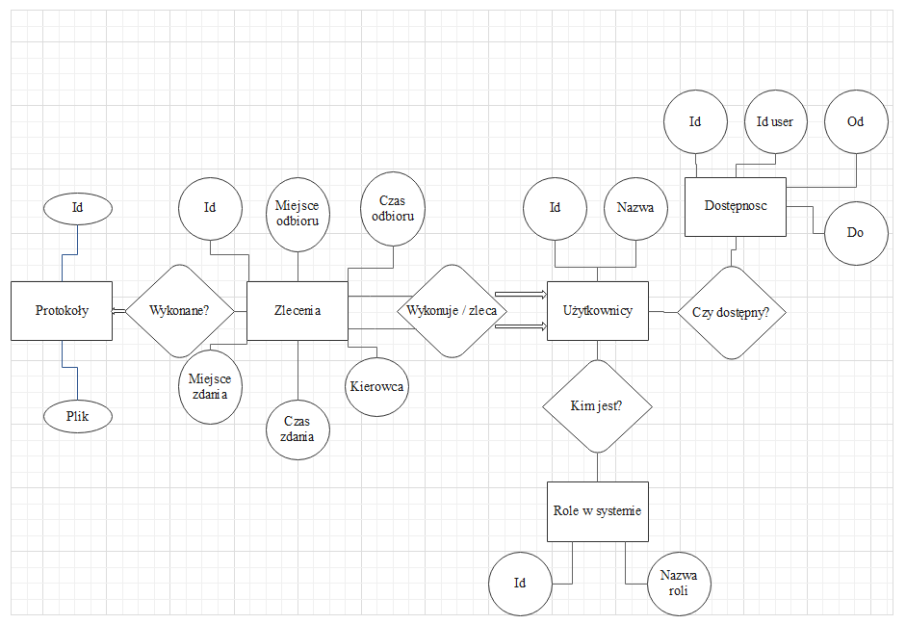 Id
Id user
Od
Id
Id
Miejsce
odbioru
Czas
odbioru
Id
Nazwa
Dostępnosc
Do
Protokoły
Wykonane?
Zlecenia
Wykonuje / zleca
Użytkownicy
Czy dostępny?
Miejsce
zdania
Kierowca
Plik
Czas
zdania
Kim jest?
Role w systemie
Id
Nazwa
roli